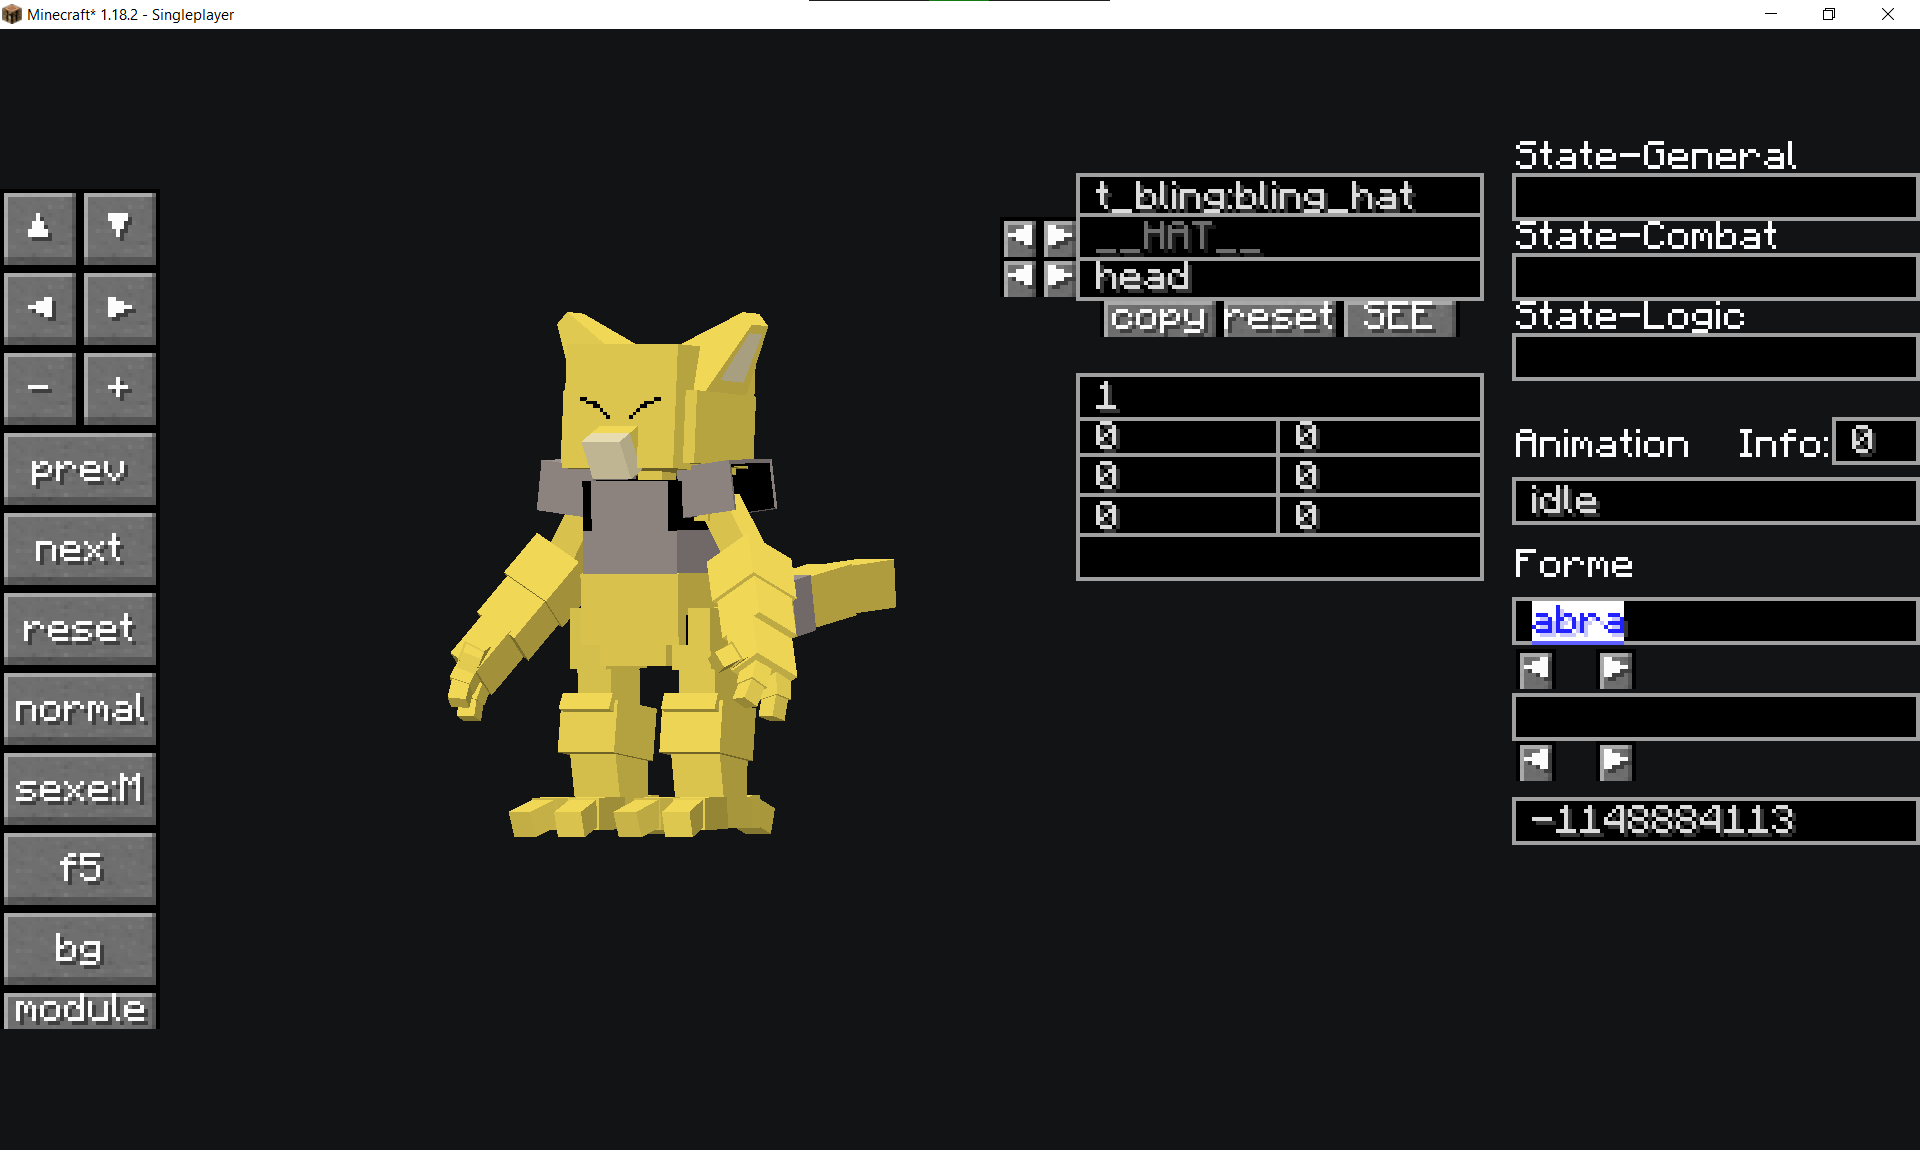 Minecraft* 1.18.2 - Singleplayer
prev
next
reset
normal
sexe:M
f5
bg
module
t_bling:bling_hat
__HAT__
head
copy reset SEE
1
0 0
0 0
0 0
State-General
State-Combat
State-Logic
Animation Info: 0
idle
Forme
abra
-1148884113